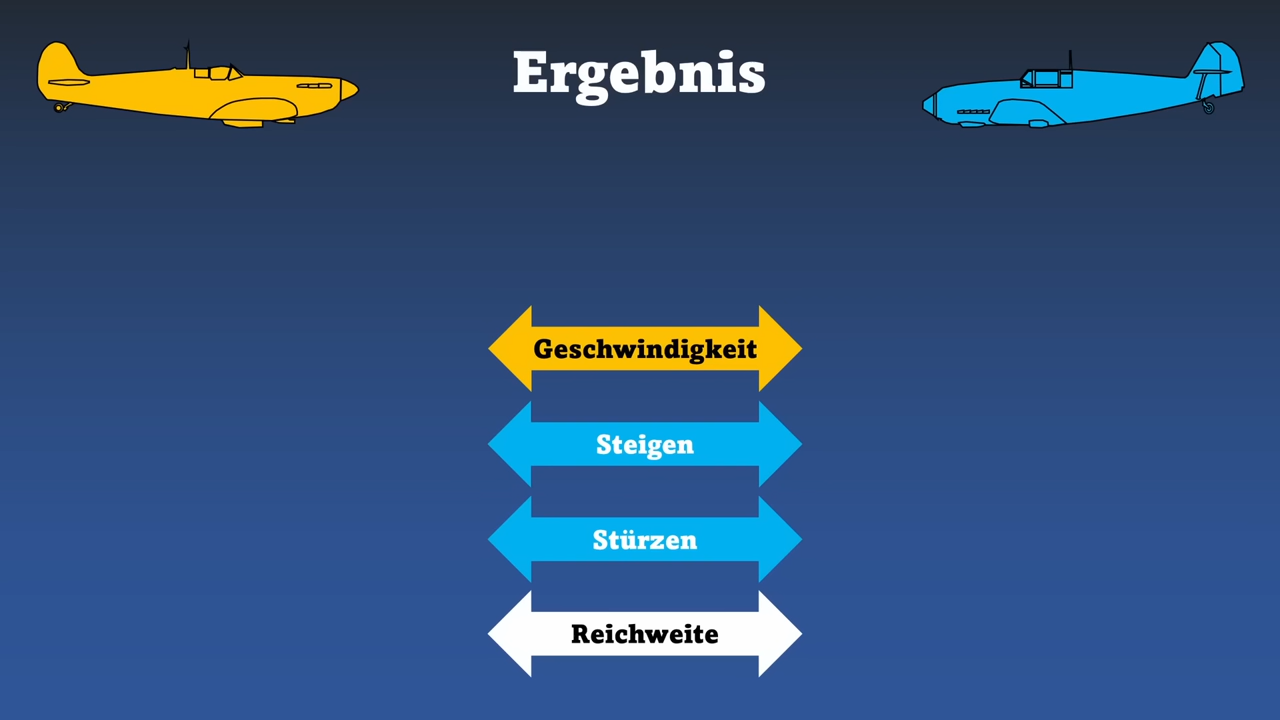 Ergebnis
Geschwindigkeit
Steigen
Stürzen
Reichweite